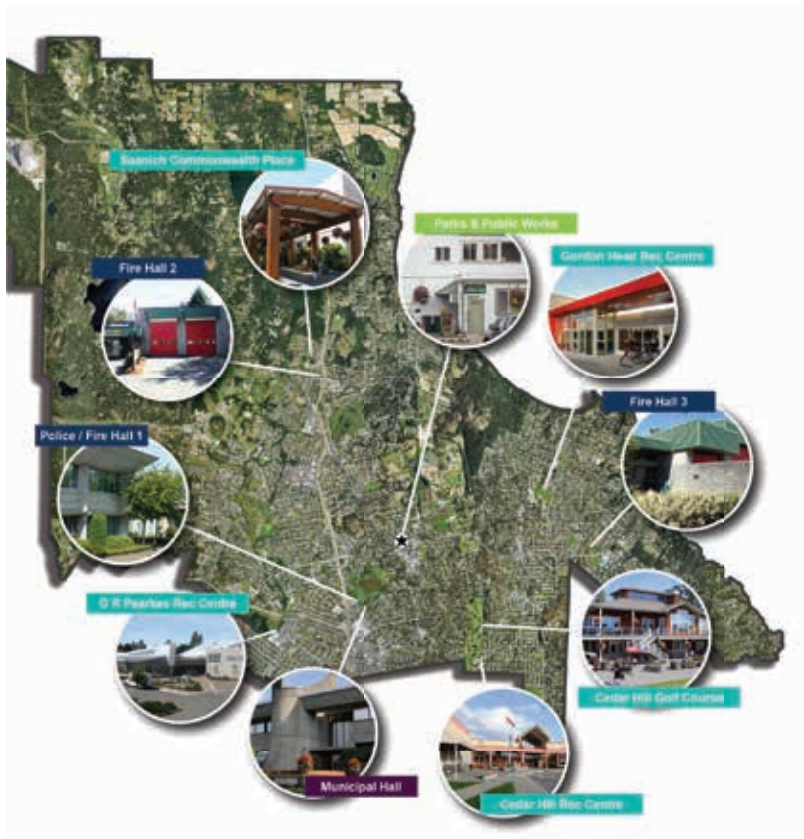 Saanich Commonwealth Place
Parks & Public Works
Gordon Head Rec Centre
Fire Hall 2
Fire Hall 3
Police / Fire Hall 1
G R Pearkes Rec Centre
Cedar Hill Golf Course
Municipal Hall
Cedar Hill Rec Centre